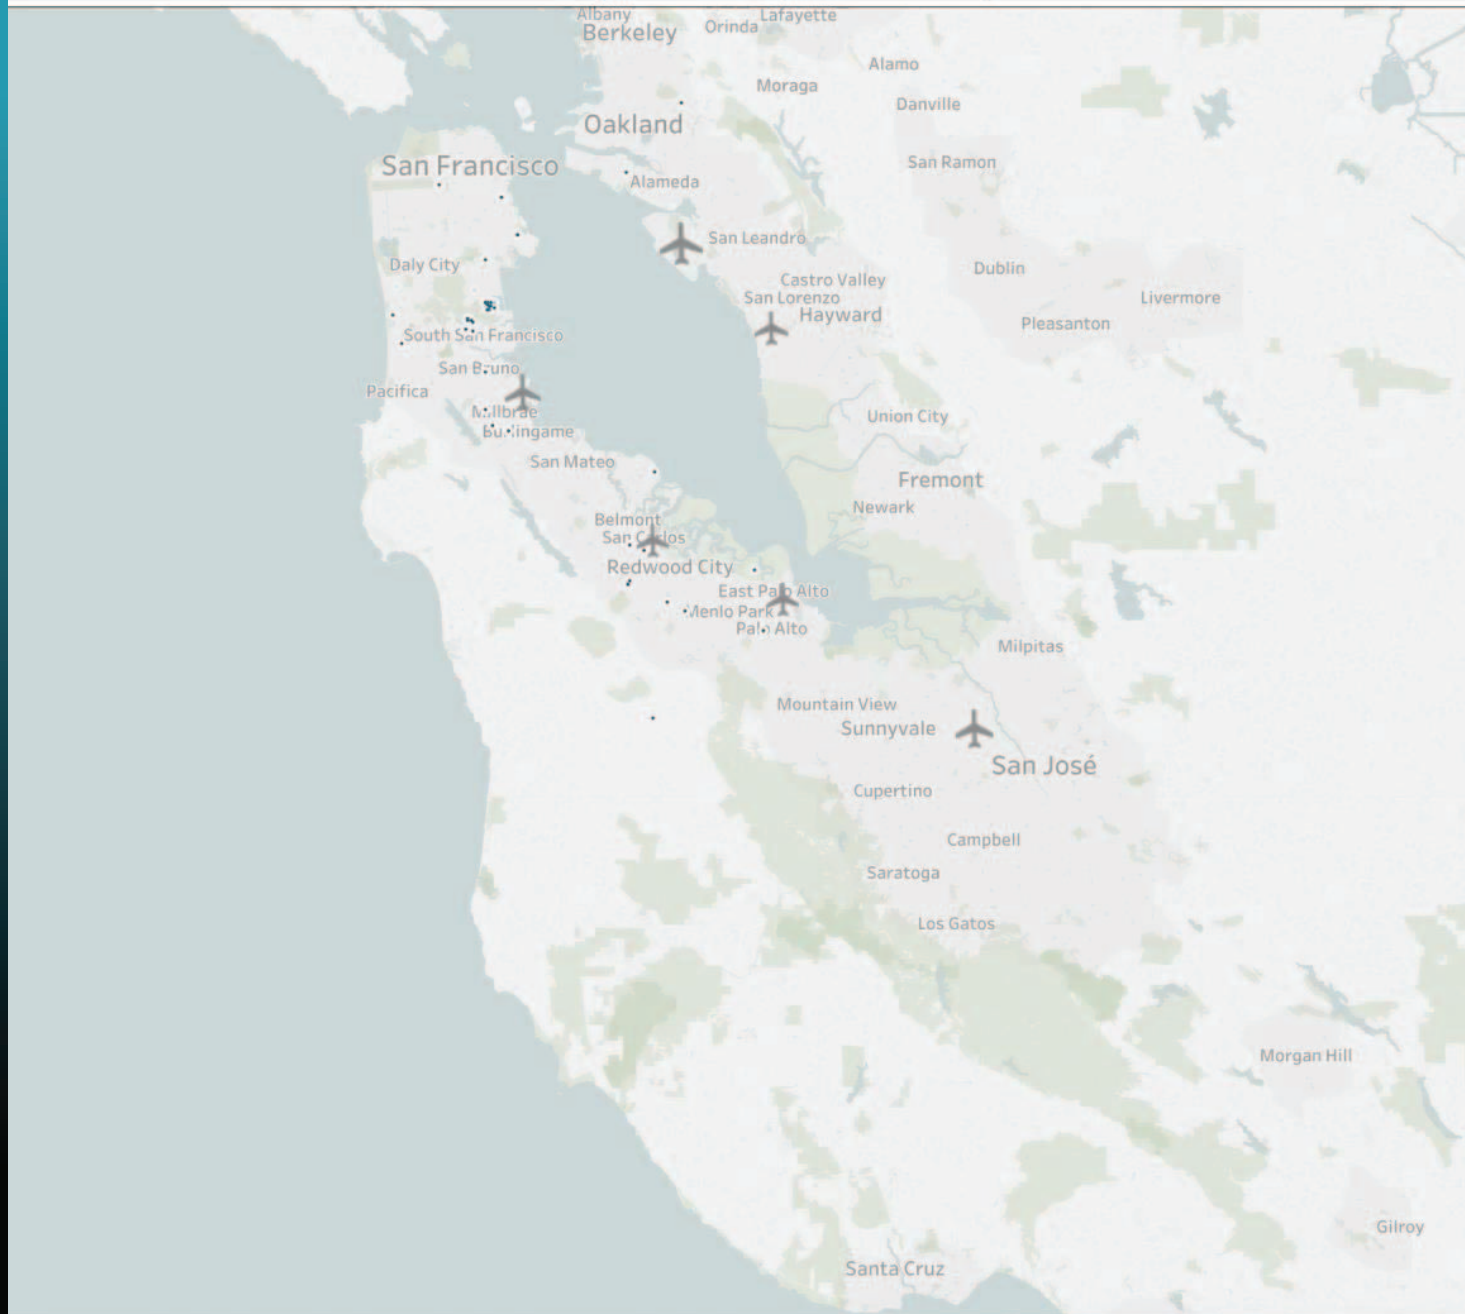 Albany
Lafayette
Berkeley
Orinda
Alamo
Moraga
Danville
Oakland
San Francisco
San Ramon
Alameda
San Leandro
Daly City
Dublin
Castro Valley
San Lorenzo
Livermore
Hayward
Pleasanton
South San Francisco
San Bruno
Pacifica
Millbrae
Union City
Burlingame
San Mateo
Fremont
Newark
Belmont
San Carlos
Redwood City
East Palo Alto
Menlo Park
Palo Alto
Milpitas
Mountain View
Sunnyvale
San José
Cupertino
Campbell
Saratoga
Los Gatos
Morgan Hill
Gilroy
Santa Cruz